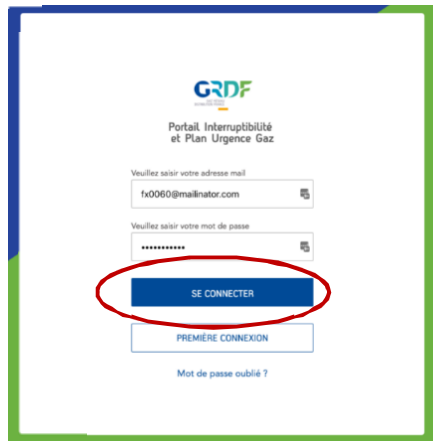 GRDF
Portail Interruptibilité
et Plan Urgence Gaz
Veuillez saisir votre adresse mail
fx0060@mailinator.com
Veuillez saisir votre mot de passe
•••••••••••
SE CONNECTER
PREMIÈRE CONNEXION
Mot de passe oublié ?